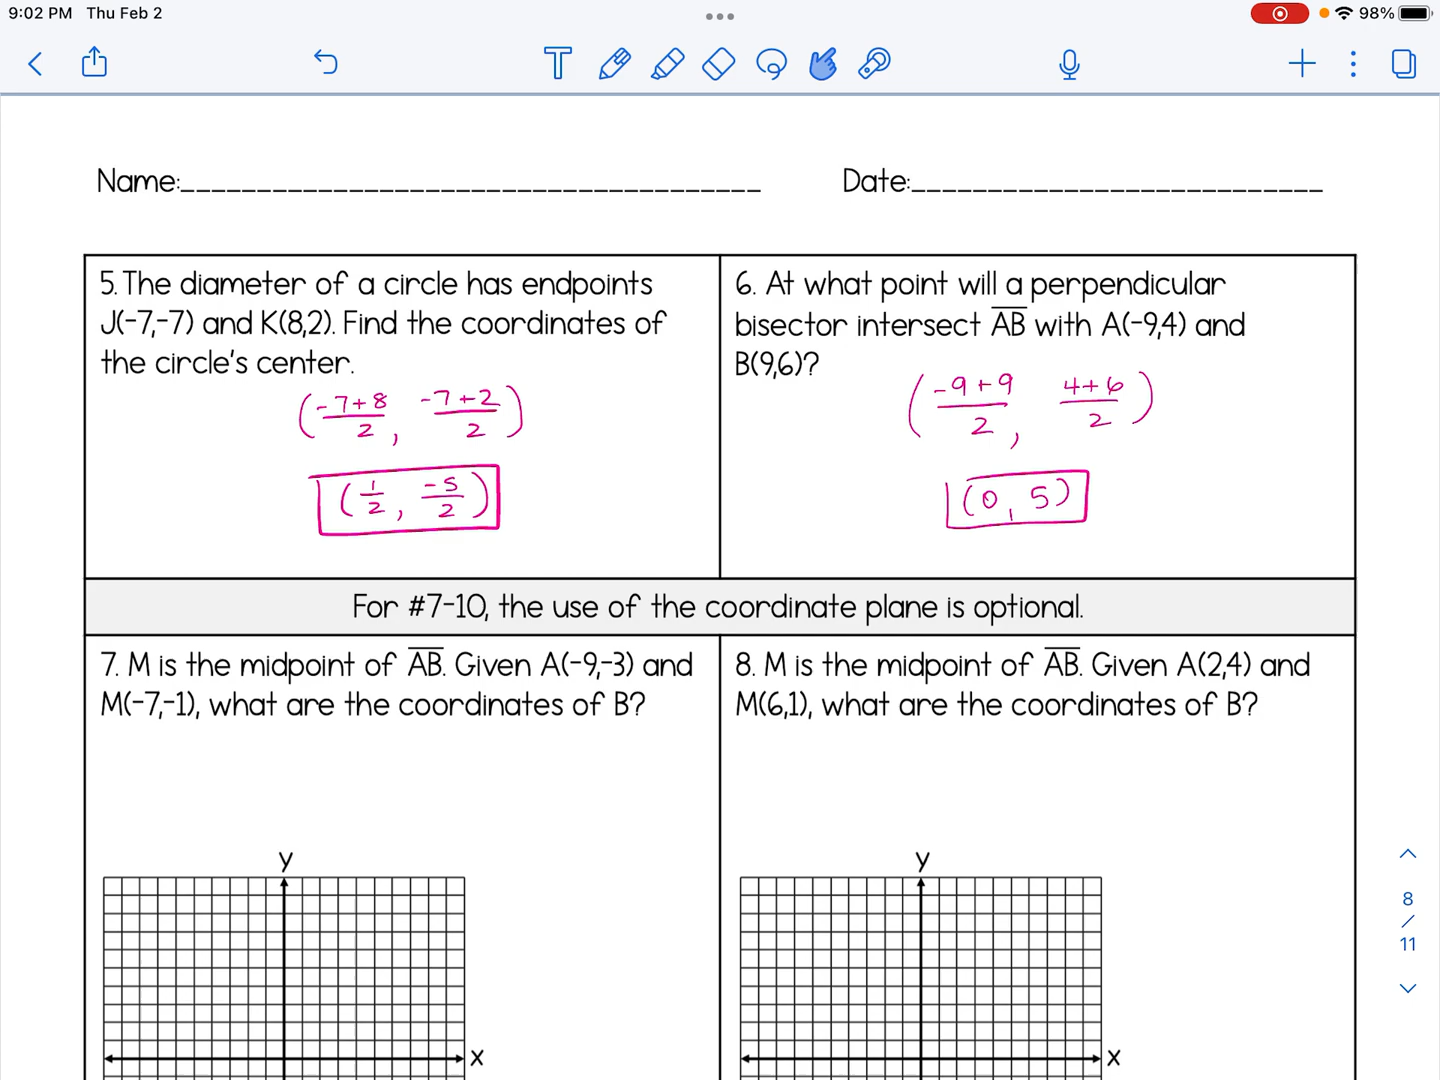 9:02 PM Thu Feb 2
98%
T
Name:______________________________________ Date:___________________________
5. The diameter of a circle has endpoints
J(-7,-7) and K(8,2). Find the coordinates of
the circle's center.
(-7+8/2, -7+2/2)
(1/2, -5/2)
6. At what point will a perpendicular
bisector intersect A̅B̅ with A(-9,4) and
B(9,6)?
(-9+9/2, 4+6/2)
(0, 5)
For #7-10, the use of the coordinate plane is optional.
7. M is the midpoint of A̅B̅. Given A(-9,-3) and
M(-7,-1), what are the coordinates of B?
y
x
8. M is the midpoint of A̅B̅. Given A(2,4) and
M(6,1), what are the coordinates of B?
y
x
8
/
11